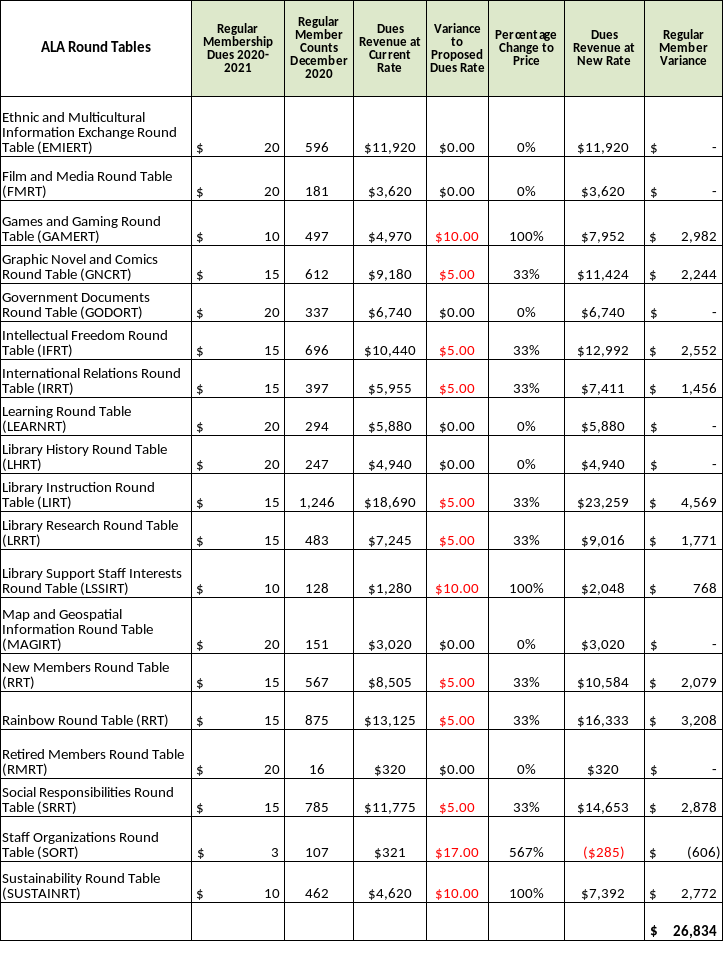 ALA Round Tables
Regular Membership Dues 2020-2021
Regular Member Counts December 2020
Dues Revenue at Current Rate
Variance to Proposed Dues Rate
Percentage Change to Price
Dues Revenue at New Rate
Regular Member Variance
Ethnic and Multicultural
Information Exchange Round
Table (EMIERT) $ 20 596 $11,920 $0.00 0% $11,920 $ -
Film and Media Round Table
(FMRT) $ 20 181 $3,620 $0.00 0% $3,620 $ -
Games and Gaming Round
Table (GAMERT) $ 10 497 $4,970 $10.00 100% $7,952 $ 2,982
Graphic Novel and Comics
Round Table (GNCRT) $ 15 612 $9,180 $5.00 33% $11,424 $ 2,244
Government Documents
Round Table (GODORT) $ 20 337 $6,740 $0.00 0% $6,740 $ -
Intellectual Freedom Round
Table (IFRT) $ 15 696 $10,440 $5.00 33% $12,992 $ 2,552
International Relations Round
Table (IRRT) $ 15 397 $5,955 $5.00 33% $7,411 $ 1,456
Learning Round Table
(LEARNRT) $ 20 294 $5,880 $0.00 0% $5,880 $ -
Library History Round Table
(LHRT) $ 20 247 $4,940 $0.00 0% $4,940 $ -
Library Instruction Round
Table (LIRT) $ 15 1,246 $18,690 $5.00 33% $23,259 $ 4,569
Library Research Round Table
(LRRT) $ 15 483 $7,245 $5.00 33% $9,016 $ 1,771
Library Support Staff Interests
Round Table (LSSIRT) $ 10 128 $1,280 $10.00 100% $2,048 $ 768
Map and Geospatial
Information Round Table
(MAGIRT) $ 20 151 $3,020 $0.00 0% $3,020 $ -
New Members Round Table
(RRT) $ 15 567 $8,505 $5.00 33% $10,584 $ 2,079
Rainbow Round Table (RRT) $ 15 875 $13,125 $5.00 33% $16,333 $ 3,208
Retired Members Round Table
(RMRT) $ 20 16 $320 $0.00 0% $320 $ -
Social Responsibilities Round
Table (SRRT) $ 15 785 $11,775 $5.00 33% $14,653 $ 2,878
Staff Organizations Round
Table (SORT) $ 3 107 $321 $17.00 567% ($285) $ (606)
Sustainability Round Table
(SUSTAINRT) $ 10 462 $4,620 $10.00 100% $7,392 $ 2,772
$ 26,834